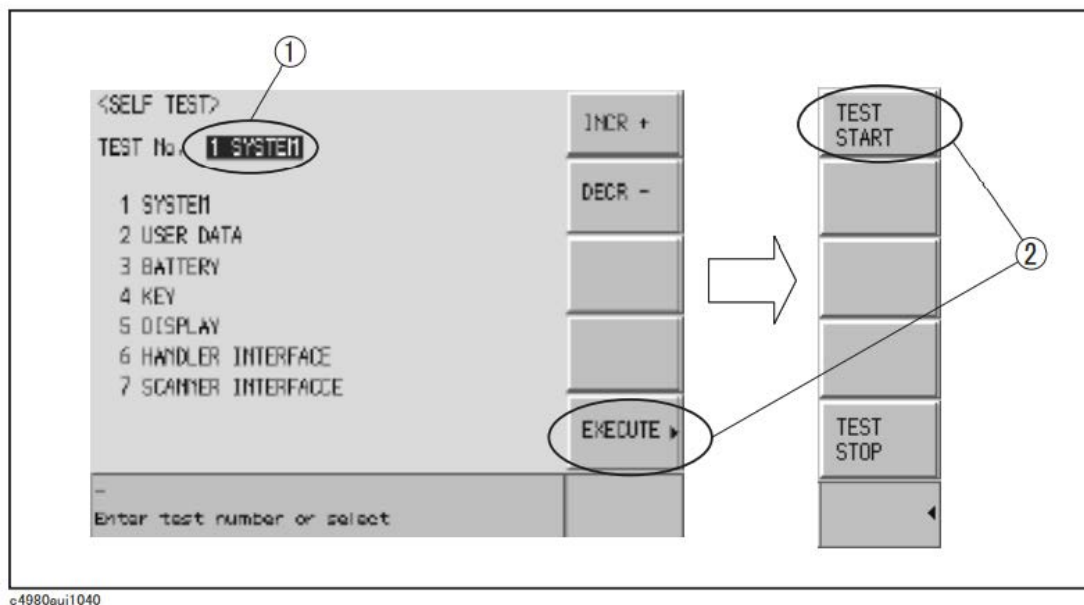 ①
<SELF TEST>
TEST No. 1 SYSTEM
1 SYSTEM
2 USER DATA
3 BATTERY
4 KEY
5 DISPLAY
6 HANDLER INTERFACE
7 SCANNER INTERFACCE
Enter test number or select
INCR +
DECR -
EXECUTE
TEST
START
TEST
STOP
②
e4980aui1040